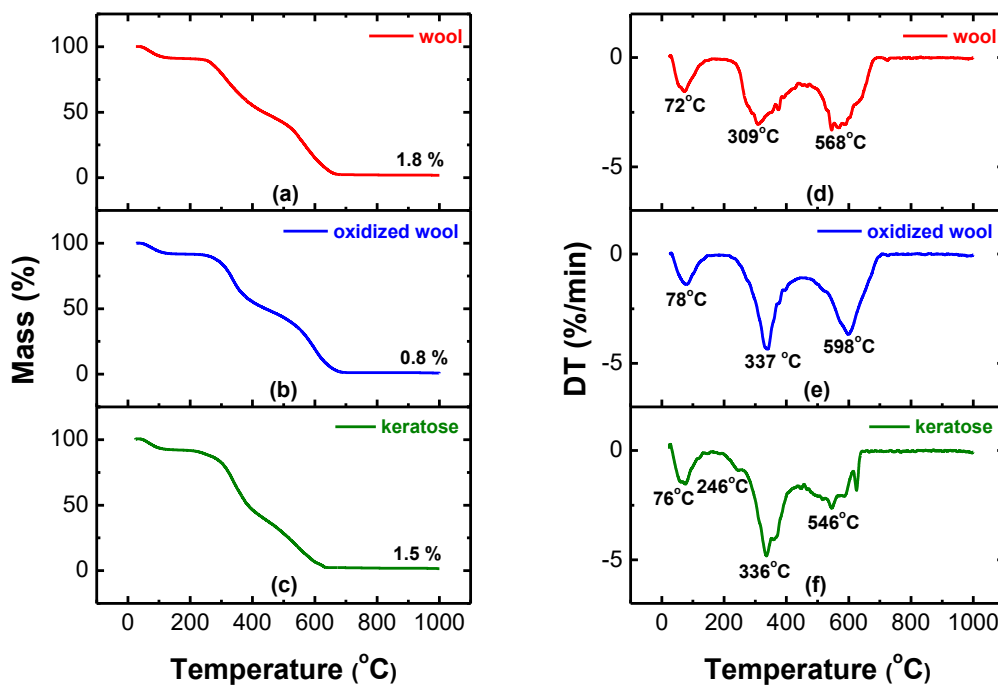 wool
100
50
0
1.8 %
(a)
oxidized wool
100
50
0
0.8 %
(b)
keratose
100
50
0
1.5 %
(c)
0 200 400 600 800 1000
Temperature (°C)
Mass (%)
wool
0
-5
72°C
309°C
568°C
(d)
oxidized wool
0
-5
78°C
337 °C
598°C
(e)
keratose
0
-5
76°C
246°C
546°C
336°C
(f)
0 200 400 600 800 1000
Temperature (°C)
DT (%/min)